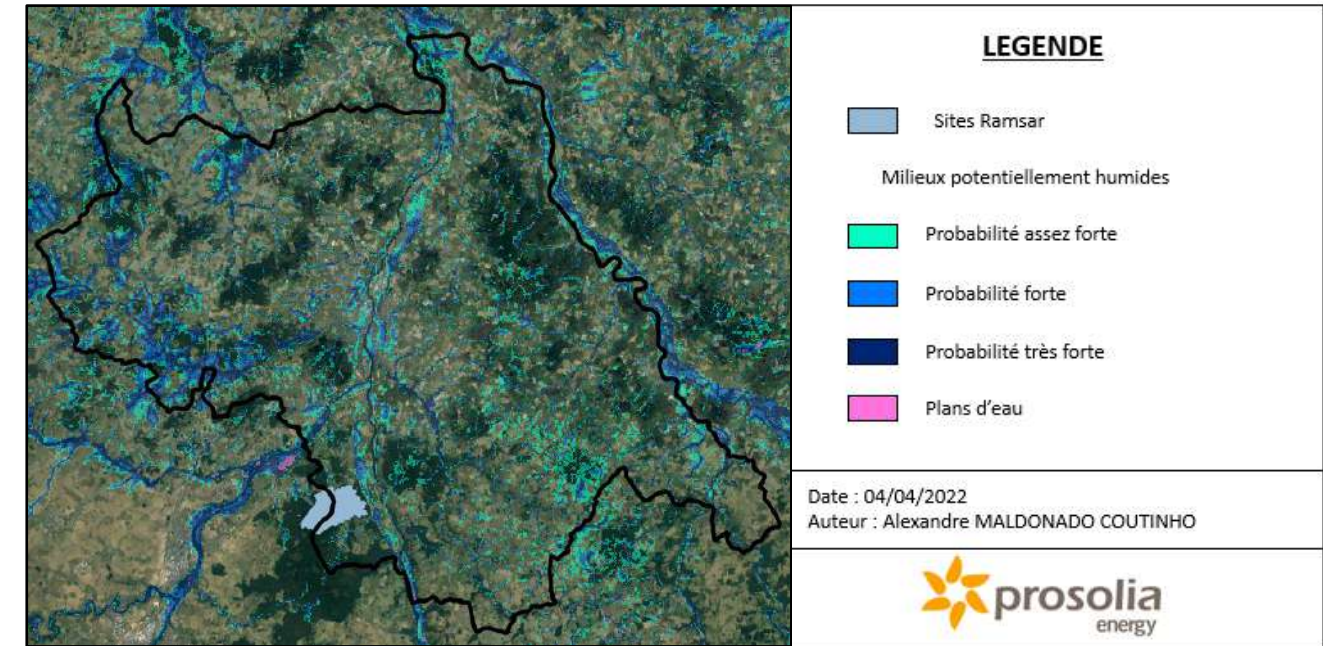 LEGENDE
Sites Ramsar
Milieux potentiellement humides
Probabilité assez forte
Probabilité forte
Probabilité très forte
Plans d'eau
Date : 04/04/2022
Auteur : Alexandre MALDONADO COUTINHO
prosolia
energy